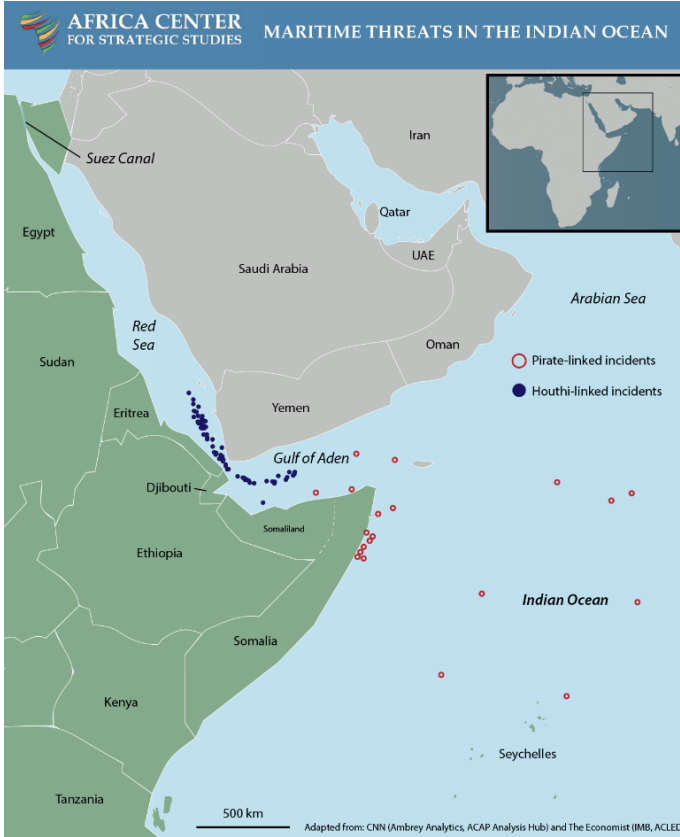 AFRICA CENTER
FOR STRATEGIC STUDIES
MARITIME THREATS IN THE INDIAN OCEAN
Iran
Suez Canal
Qatar
Egypt
UAE
Saudi Arabia
Arabian Sea
Red
Sea
Oman
Sudan
Pirate-linked incidents
Houthi-linked incidents
Yemen
Eritrea
Gulf of Aden
Djibouti
Somaliland
Ethiopia
Indian Ocean
Somalia
Kenya
Seychelles
Tanzania
500 km
Adapted from: CNN (Ambrey Analytics, ACAP Analysis Hub) and The Economist (IMB, ACLED